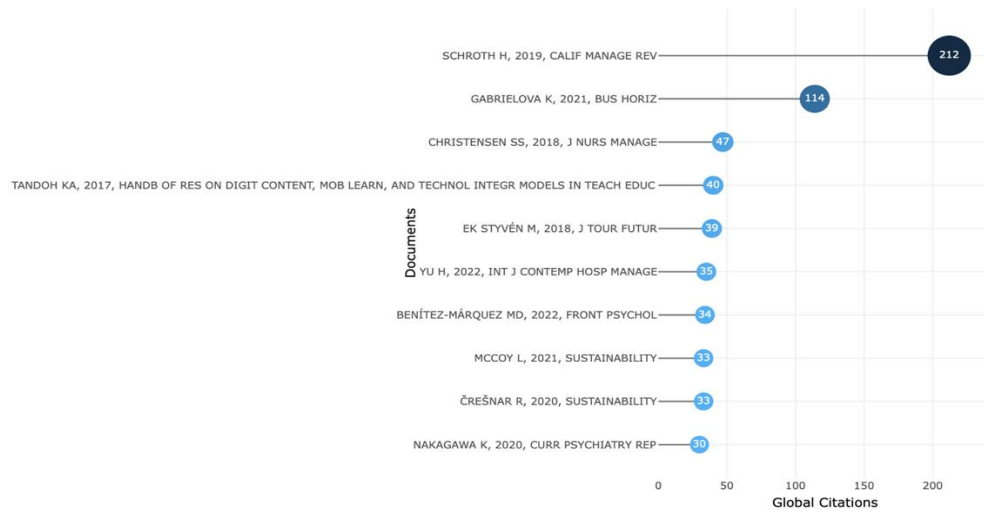 SCHROTH H, 2019, CALIF MANAGE REV 212
GABRIELOVA K, 2021, BUS HORIZ 114
CHRISTENSEN SS, 2018, J NURS MANAGE 47
TANDOH KA, 2017, HANDB OF RES ON DIGIT CONTENT, MOB LEARN, AND TECHNOL INTEGR MODELS IN TEACH EDUC 40
EK STYVÉN M, 2018, J TOUR FUTUR 39
Documents
YU H, 2022, INT J CONTEMP HOSP MANAGE 35
BENÍTEZ-MÁRQUEZ MD, 2022, FRONT PSYCHOL 34
MCCOY L, 2021, SUSTAINABILITY 33
ČREŠNAR R, 2020, SUSTAINABILITY 33
NAKAGAWA K, 2020, CURR PSYCHIATRY REP 30
0 50 100 150 200
Global Citations